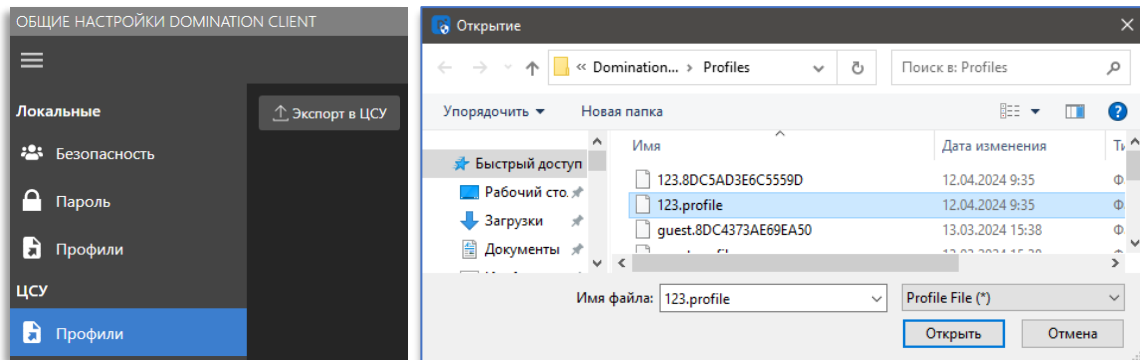 ОБЩИЕ НАСТРОЙКИ DOMINATION CLIENT
Локальные
Экспорт в ЦСУ
Безопасность
Пароль
Профили
ЦСУ
Профили
Открытие
« Domination... › Profiles
Поиск в: Profiles
Упорядочить
Новая папка
Имя
Дата изменения
Быстрый доступ
Рабочий сто.
Загрузки
Документы
123.8DC5AD3E6C5559D 12.04.2024 9:35 Ф
123.profile 12.04.2024 9:35 Ф
guest.8DC4373AE69EA50 13.03.2024 15:38 Ф
Имя файла: 123.profile
Profile File (*)
Открыть
Отмена